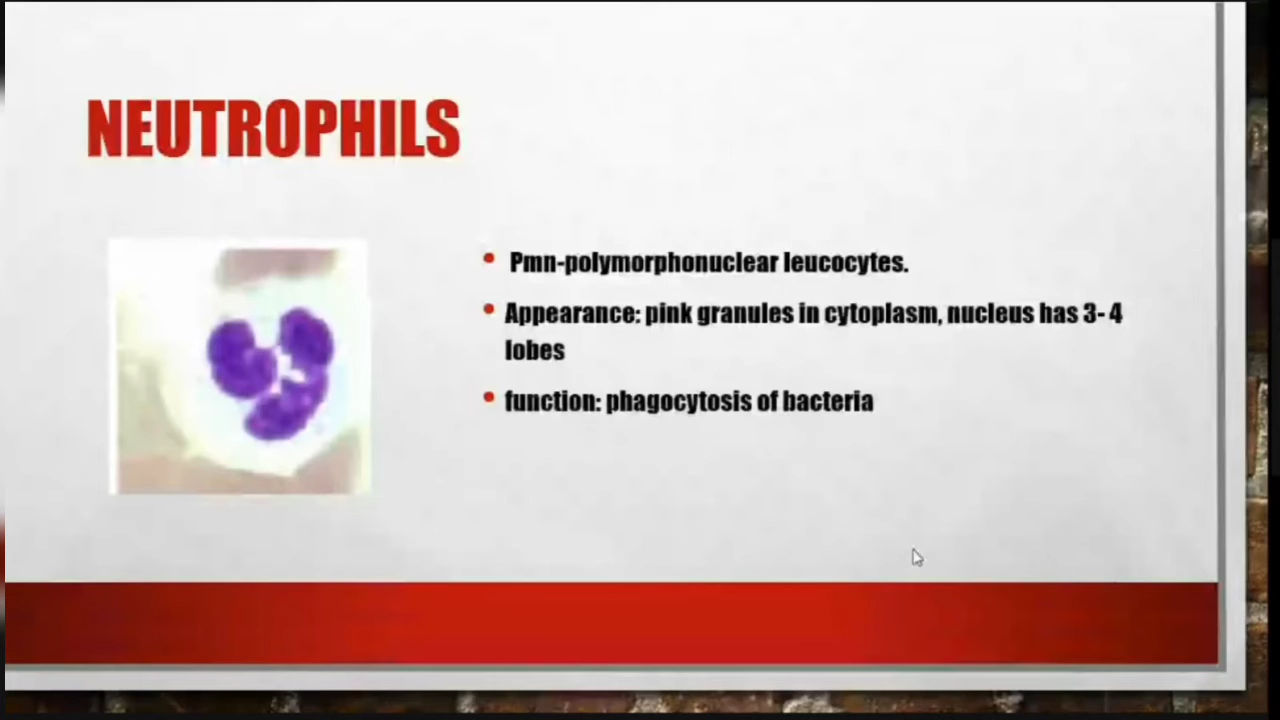 NEUTROPHILS
Pmn-polymorphonuclear leucocytes.
Appearance: pink granules in cytoplasm, nucleus has 3- 4
lobes
function: phagocytosis of bacteria